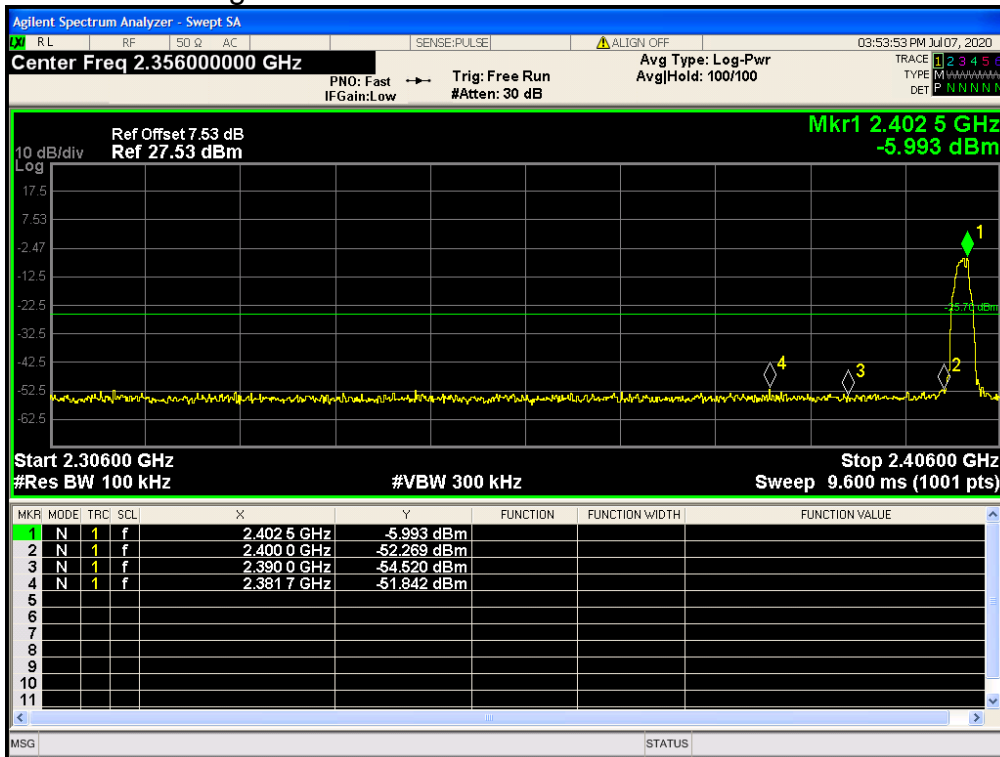 Agilent Spectrum Analyzer - Swept SA
LXI RL RF 50 Ω AC SENSE:PULSE ALIGN OFF 03:53:53 PM Jul 07, 2020
Center Freq 2.356000000 GHz Avg Type: Log-Pwr TRACE 1 2 3 4 5 6
PNO: Fast Trig: Free Run Avg|Hold: 100/100 TYPE M
IFGain:Low #Atten: 30 dB DET P N N N N N
Mkr1 2.402 5 GHz
Ref Offset 7.53 dB
-5.993 dBm
10 dB/div Ref 27.53 dBm
Log
17.5
7.53
1
-2.47
-12.5
-22.5
-25.70 dBm
-32.5
-42.5
4 3 2
-52.5
-62.5
Start 2.30600 GHz Stop 2.40600 GHz
#Res BW 100 kHz #VBW 300 kHz Sweep 9.600 ms (1001 pts)
MKR MODE TRC SCL X Y FUNCTION FUNCTION WIDTH FUNCTION VALUE
1 N 1 f 2.402 5 GHz -5.993 dBm
2 N 1 f 2.400 0 GHz -52.269 dBm
3 N 1 f 2.390 0 GHz -54.520 dBm
4 N 1 f 2.381 7 GHz -51.842 dBm
5
6
7
8
9
10
11
MSG STATUS